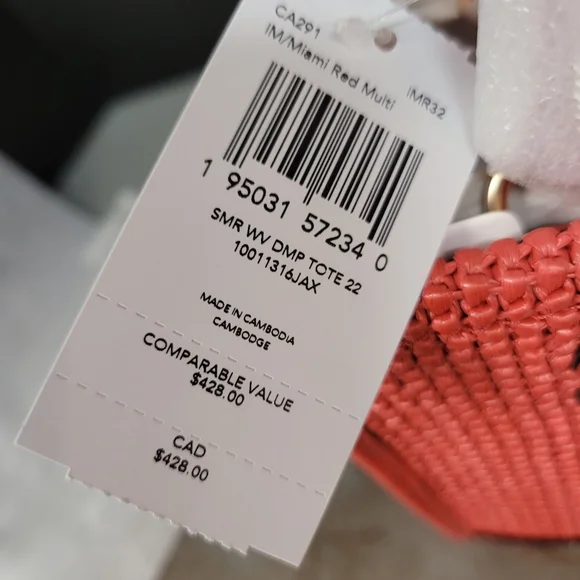 CA291
IM/Miami Red Multi IMR32
1 95031 57234 0
SMR WV DMP TOTE 22
10011316JAX
MADE IN CAMBODIA
CAMBODGE
COMPARABLE VALUE
$428.00
CAD
$428.00